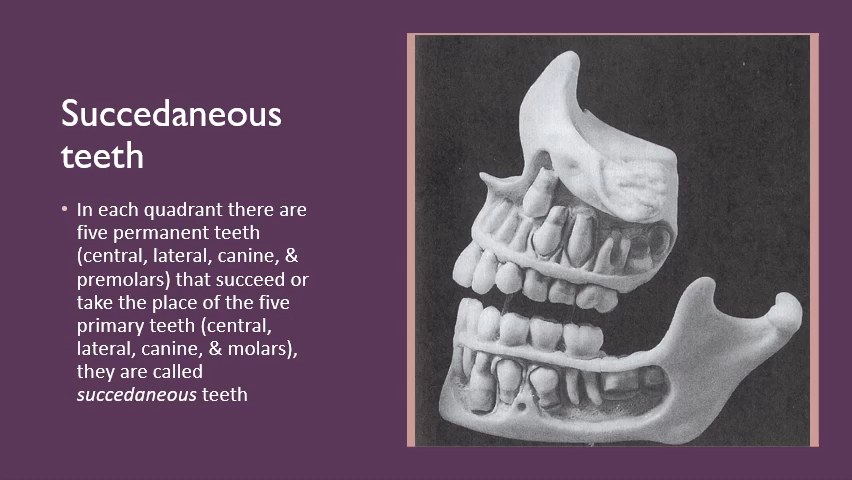 Succedaneous
teeth
• In each quadrant there are
five permanent teeth
(central, lateral, canine, &
premolars) that succeed or
take the place of the five
primary teeth (central,
lateral, canine, & molars),
they are called
succedaneous teeth